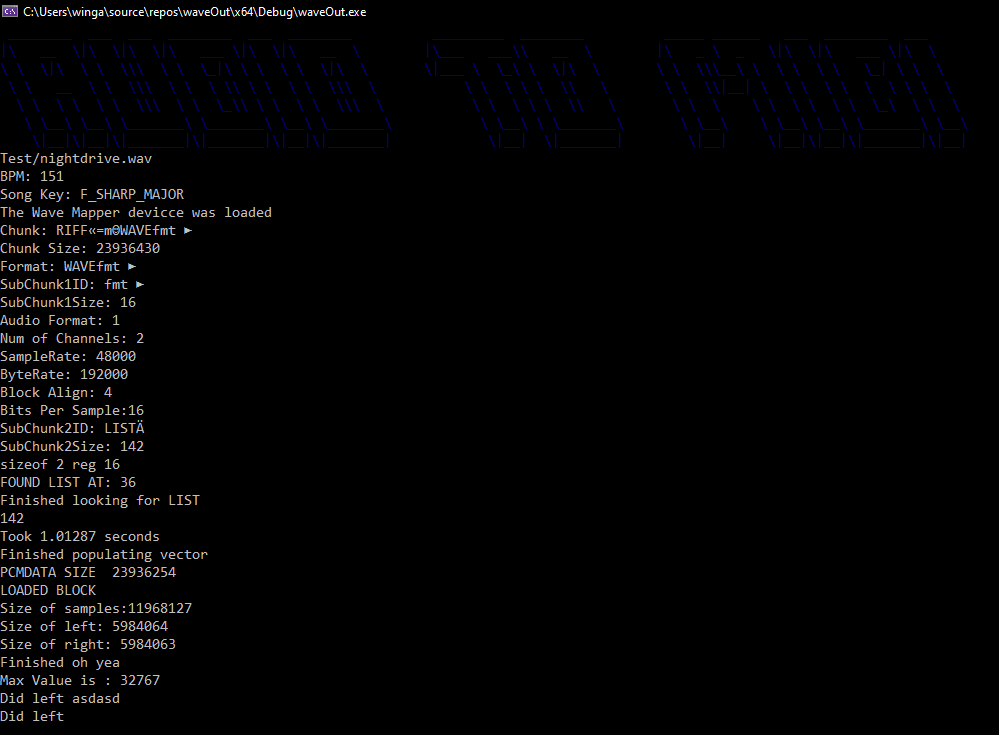 C:\Users\winga\source\repos\waveOut\x64\Debug\waveOut.exe
Test/nightdrive.wav
BPM: 151
Song Key: F_SHARP_MAJOR
The Wave Mapper devicce was loaded
Chunk: RIFF«=m☺WAVEfmt ►
Chunk Size: 23936430
Format: WAVEfmt ►
SubChunk1ID: fmt ►
SubChunk1Size: 16
Audio Format: 1
Num of Channels: 2
SampleRate: 48000
ByteRate: 192000
Block Align: 4
Bits Per Sample:16
SubChunk2ID: LISTÄ
SubChunk2Size: 142
sizeof 2 reg 16
FOUND LIST AT: 36
Finished looking for LIST
142
Took 1.01287 seconds
Finished populating vector
PCMDATA SIZE  23936254
LOADED BLOCK
Size of samples:11968127
Size of left: 5984064
Size of right: 5984063
Finished oh yea
Max Value is : 32767
Did left asdasd
Did left